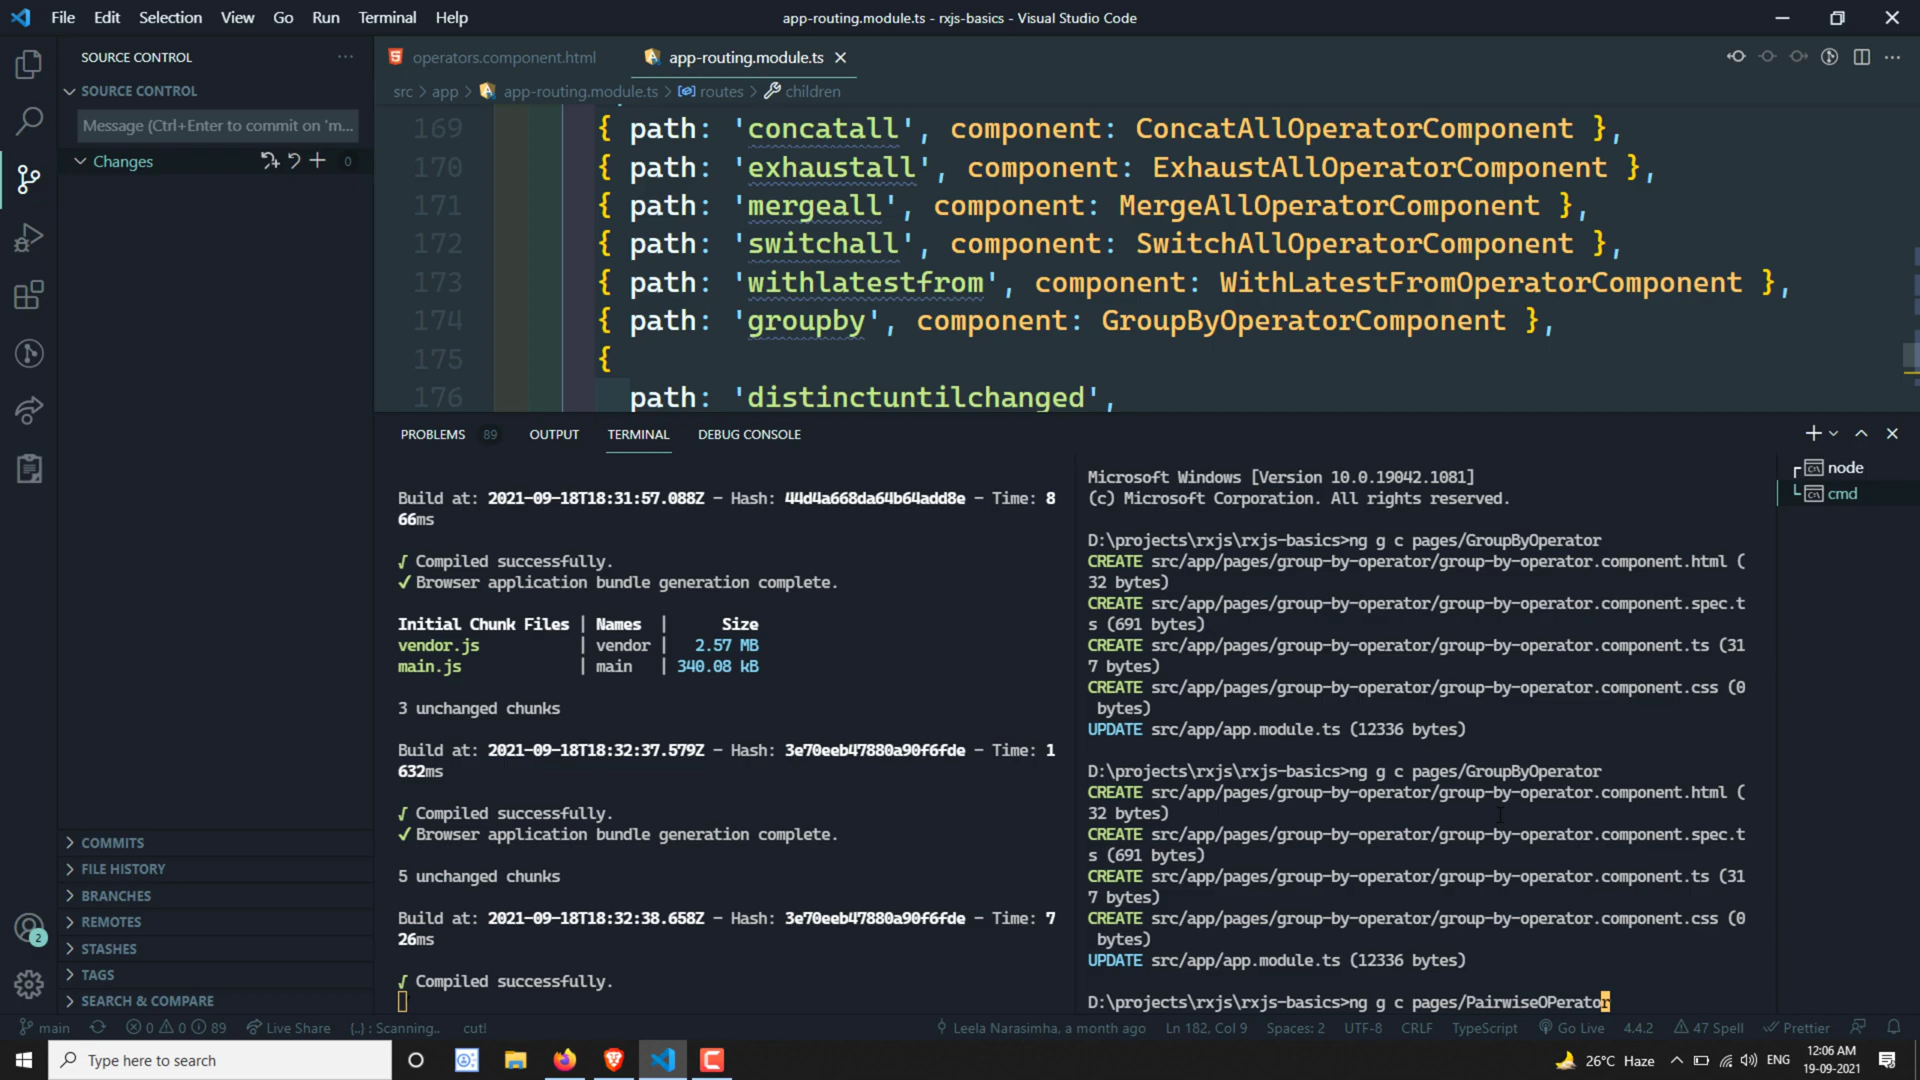 File Edit Selection View Go Run Terminal Help
app-routing.module.ts - rxjs-basics - Visual Studio Code
SOURCE CONTROL
SOURCE CONTROL
Message (Ctrl+Enter to commit on 'm...
Changes 0
COMMITS
FILE HISTORY
BRANCHES
REMOTES
STASHES
TAGS
SEARCH & COMPARE
2
operators.component.html
app-routing.module.ts
src > app > app-routing.module.ts > routes > children
169 { path: 'concatall', component: ConcatAllOperatorComponent },
170 { path: 'exhaustall', component: ExhaustAllOperatorComponent },
171 { path: 'mergeall', component: MergeAllOperatorComponent },
172 { path: 'switchall', component: SwitchAllOperatorComponent },
173 { path: 'withlatestfrom', component: WithLatestFromOperatorComponent },
174 { path: 'groupby', component: GroupByOperatorComponent },
175 {
176 path: 'distinctuntilchanged',
PROBLEMS 89 OUTPUT TERMINAL DEBUG CONSOLE
Build at: 2021-09-18T18:31:57.088Z - Hash: 44d4a668da64b64add8e - Time: 8
66ms
√ Compiled successfully.
✔ Browser application bundle generation complete.
Initial Chunk Files | Names | Size
vendor.js | vendor | 2.57 MB
main.js | main | 340.08 kB
3 unchanged chunks
Build at: 2021-09-18T18:32:37.579Z - Hash: 3e70eeb47880a90f6fde - Time: 1
632ms
√ Compiled successfully.
✔ Browser application bundle generation complete.
5 unchanged chunks
Build at: 2021-09-18T18:32:38.658Z - Hash: 3e70eeb47880a90f6fde - Time: 7
26ms
√ Compiled successfully.
Microsoft Windows [Version 10.0.19042.1081]
(c) Microsoft Corporation. All rights reserved.
D:\projects\rxjs\rxjs-basics>ng g c pages/GroupByOperator
CREATE src/app/pages/group-by-operator/group-by-operator.component.html (
32 bytes)
CREATE src/app/pages/group-by-operator/group-by-operator.component.spec.t
s (691 bytes)
CREATE src/app/pages/group-by-operator/group-by-operator.component.ts (31
7 bytes)
CREATE src/app/pages/group-by-operator/group-by-operator.component.css (0
bytes)
UPDATE src/app/app.module.ts (12336 bytes)
D:\projects\rxjs\rxjs-basics>ng g c pages/GroupByOperator
CREATE src/app/pages/group-by-operator/group-by-operator.component.html (
32 bytes)
CREATE src/app/pages/group-by-operator/group-by-operator.component.spec.t
s (691 bytes)
CREATE src/app/pages/group-by-operator/group-by-operator.component.ts (31
7 bytes)
CREATE src/app/pages/group-by-operator/group-by-operator.component.css (0
bytes)
UPDATE src/app/app.module.ts (12336 bytes)
D:\projects\rxjs\rxjs-basics>ng g c pages/PairwiseOPerator
node
cmd
main 0 0 89 Live Share {..} : Scanning.. cut! Leela Narasimha, a month ago Ln 182, Col 9 Spaces: 2 UTF-8 CRLF TypeScript Go Live 4.4.2 47 Spell Prettier
Type here to search
26°C Haze ENG
12:06 AM
19-09-2021